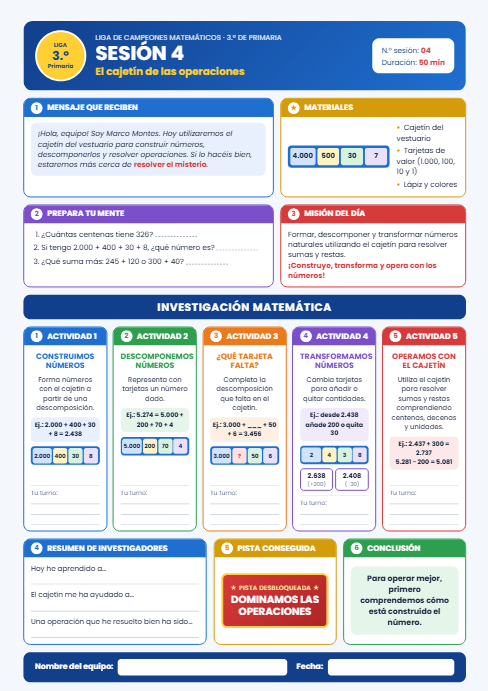 LIGA
3.º
Primaria
LIGA DE CAMPEONES MATEMÁTICOS · 3.º DE PRIMARIA
SESIÓN 4
El cajetín de las operaciones
N.º sesión: 04
Duración: 50 min
1 MENSAJE QUE RECIBEN
¡Hola, equipo! Soy Marco Montes. Hoy utilizaremos el
cajetín del vestuario para construir números,
descomponerlos y resolver operaciones. Si lo hacéis bien,
estaremos más cerca de resolver el misterio.
★ MATERIALES
4.000 500 30 7
• Cajetín del
vestuario
• Tarjetas de
valor (1.000, 100,
10 y 1)
• Lápiz y colores
2 PREPARA TU MENTE
1. ¿Cuántas centenas tiene 326? ....................
2. Si tengo 2.000 + 400 + 30 + 8, ¿qué número es? ....................
3. ¿Qué suma más: 245 + 120 o 300 + 40? ....................
3 MISIÓN DEL DÍA
Formar, descomponer y transformar números
naturales utilizando el cajetín para resolver
sumas y restas.
¡Construye, transforma y opera con los
números!
INVESTIGACIÓN MATEMÁTICA
1 ACTIVIDAD 1
CONSTRUIMOS
NÚMEROS
Forma números
con el cajetín a
partir de una
descomposición.
Ej.: 2.000 + 400 + 30
+ 8 = 2.438
2.000 400 30 8
Tu turno:
2 ACTIVIDAD 2
DESCOMPONEMOS
NÚMEROS
Representa con
tarjetas un número
dado.
Ej.: 5.274 = 5.000 +
200 + 70 + 4
5.000 200 70 4
Tu turno:
3 ACTIVIDAD 3
¿QUÉ TARJETA
FALTA?
Completa la
descomposición
que falta en el
cajetín.
Ej.: 3.000 + ___ + 50
+ 6 = 3.456
3.000 ? 50 6
Tu turno:
4 ACTIVIDAD 4
TRANSFORMAMOS
NÚMEROS
Cambia tarjetas
para añadir o
quitar cantidades.
Ej.: desde 2.438
añade 200 o quita
30
2 4 3 8
2.638
(+200)
2.408
(-30)
Tu turno:
5 ACTIVIDAD 5
OPERAMOS CON
EL CAJETÍN
Utiliza el cajetín
para resolver
sumas y restas
comprendiendo
centenas, decenas
y unidades.
Ej.: 2.437 + 300 =
2.737
5.281 - 200 = 5.081
Tu turno:
4 RESUMEN DE INVESTIGADORES
Hoy he aprendido a...
El cajetín me ha ayudado a...
Una operación que he resuelto bien ha sido...
5 PISTA CONSEGUIDA
★ PISTA DESBLOQUEADA ★
DOMINAMOS LAS
OPERACIONES
6 CONCLUSIÓN
Para operar mejor,
primero
comprendemos cómo
está construido el
número.
Nombre del equipo:
Fecha: